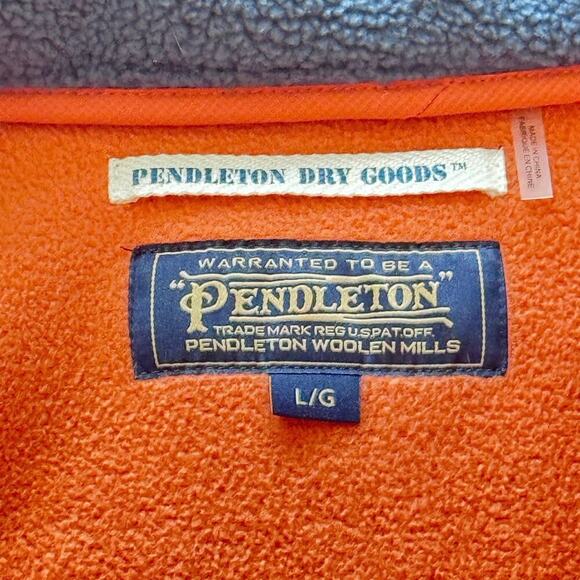 PENDLETON DRY GOODS™
MADE IN CHINA
FABRIQUÉ EN CHINE
WARRANTED TO BE A
"PENDLETON"
TRADE MARK REG U.S.PAT.OFF.
PENDLETON WOOLEN MILLS
L/G